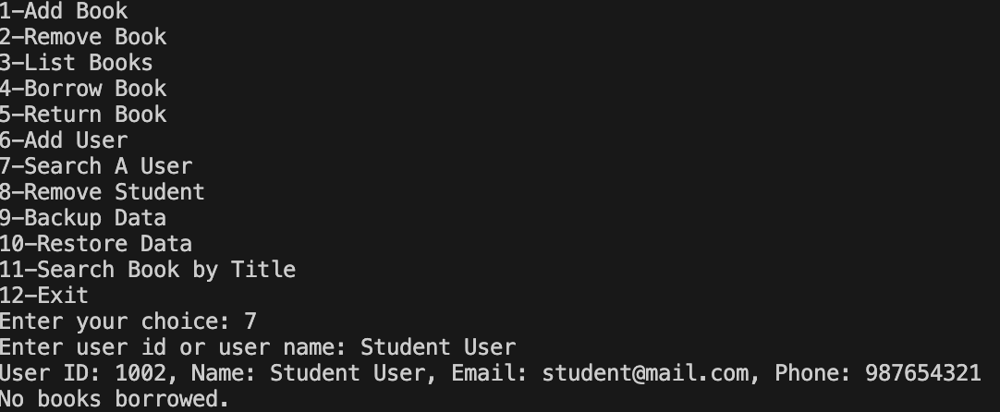 1-Add Book
2-Remove Book
3-List Books
4-Borrow Book
5-Return Book
6-Add User
7-Search A User
8-Remove Student
9-Backup Data
10-Restore Data
11-Search Book by Title
12-Exit
Enter your choice: 7
Enter user id or user name: Student User
User ID: 1002, Name: Student User, Email: student@mail.com, Phone: 987654321
No books borrowed.